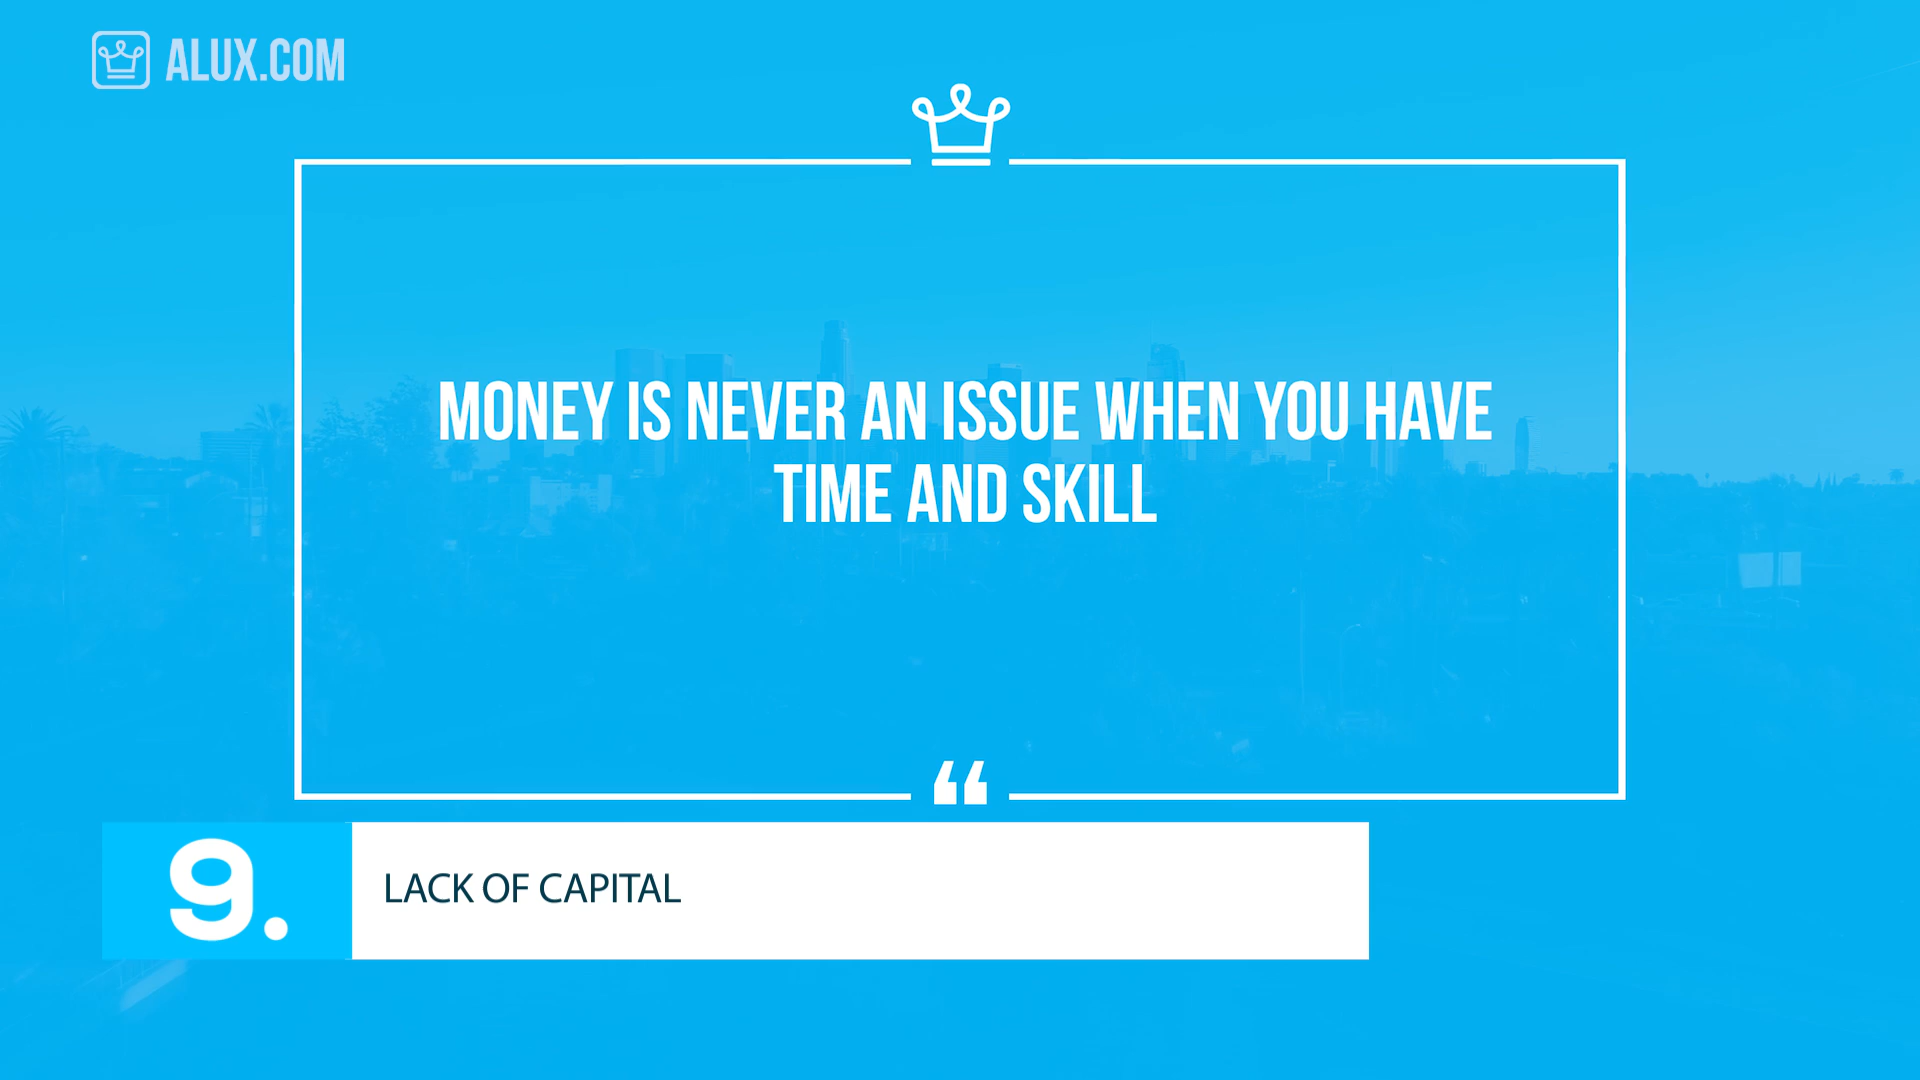 ALUX.COM
MONEY IS NEVER AN ISSUE WHEN YOU HAVE
TIME AND SKILL
“
9.
LACK OF CAPITAL